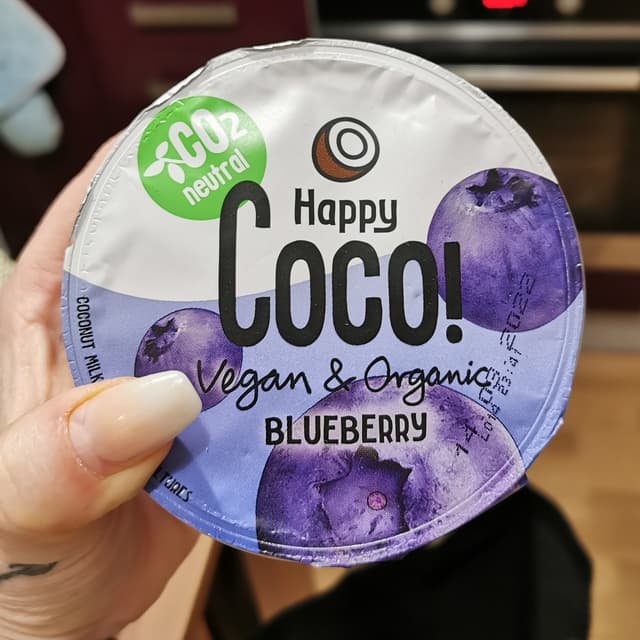 CO2
neutral
Happy
COCO!
Vegan & Organic
BLUEBERRY
COCONUT MILK